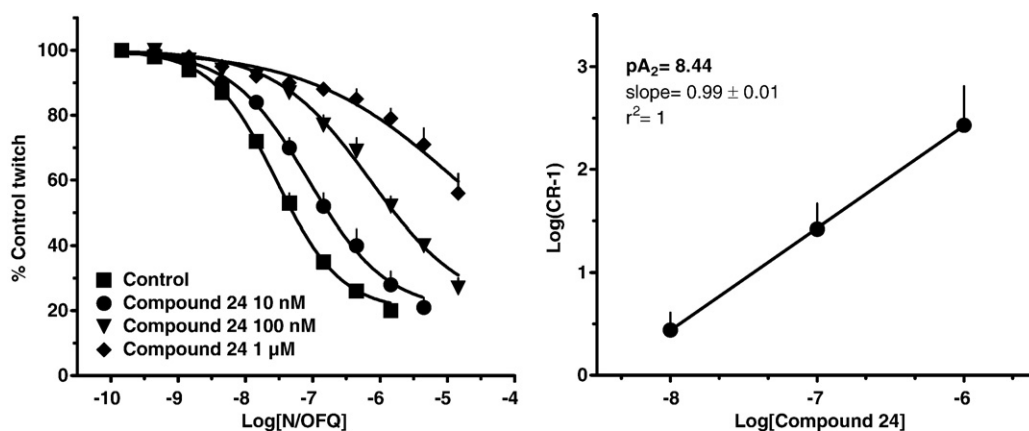 % Control twitch
100
80
60
40
20
0
Control
Compound 24 10 nM
Compound 24 100 nM
Compound 24 1 µM
-10 -9 -8 -7 -6 -5 -4
Log[N/OFQ]
Log(CR-1)
3
2
1
0
pA₂= 8.44
slope= 0.99 ± 0.01
r²= 1
-8 -7 -6
Log[Compound 24]